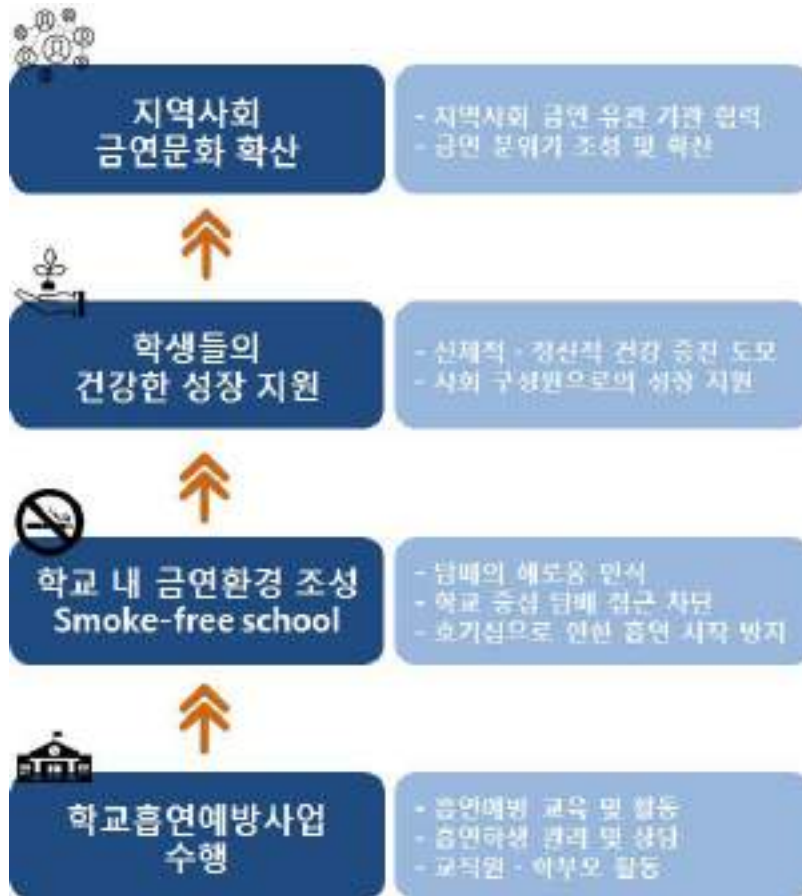 지역사회
금연문화 확산
- 지역사회 금연 유관 기관 협력
- 금연 분위기 조성 및 확산
학생들의
건강한 성장 지원
- 신체적 · 정신적 건강 증진 도모
- 사회 구성원으로의 성장 지원
학교 내 금연환경 조성
Smoke-free school
- 담배의 해로움 인식
- 학교 중심 담배 접근 차단
- 호기심으로 인한 흡연 시작 방지
학교흡연예방사업
수행
- 흡연예방 교육 및 활동
- 흡연학생 관리 및 상담
- 교직원 · 학부모 활동